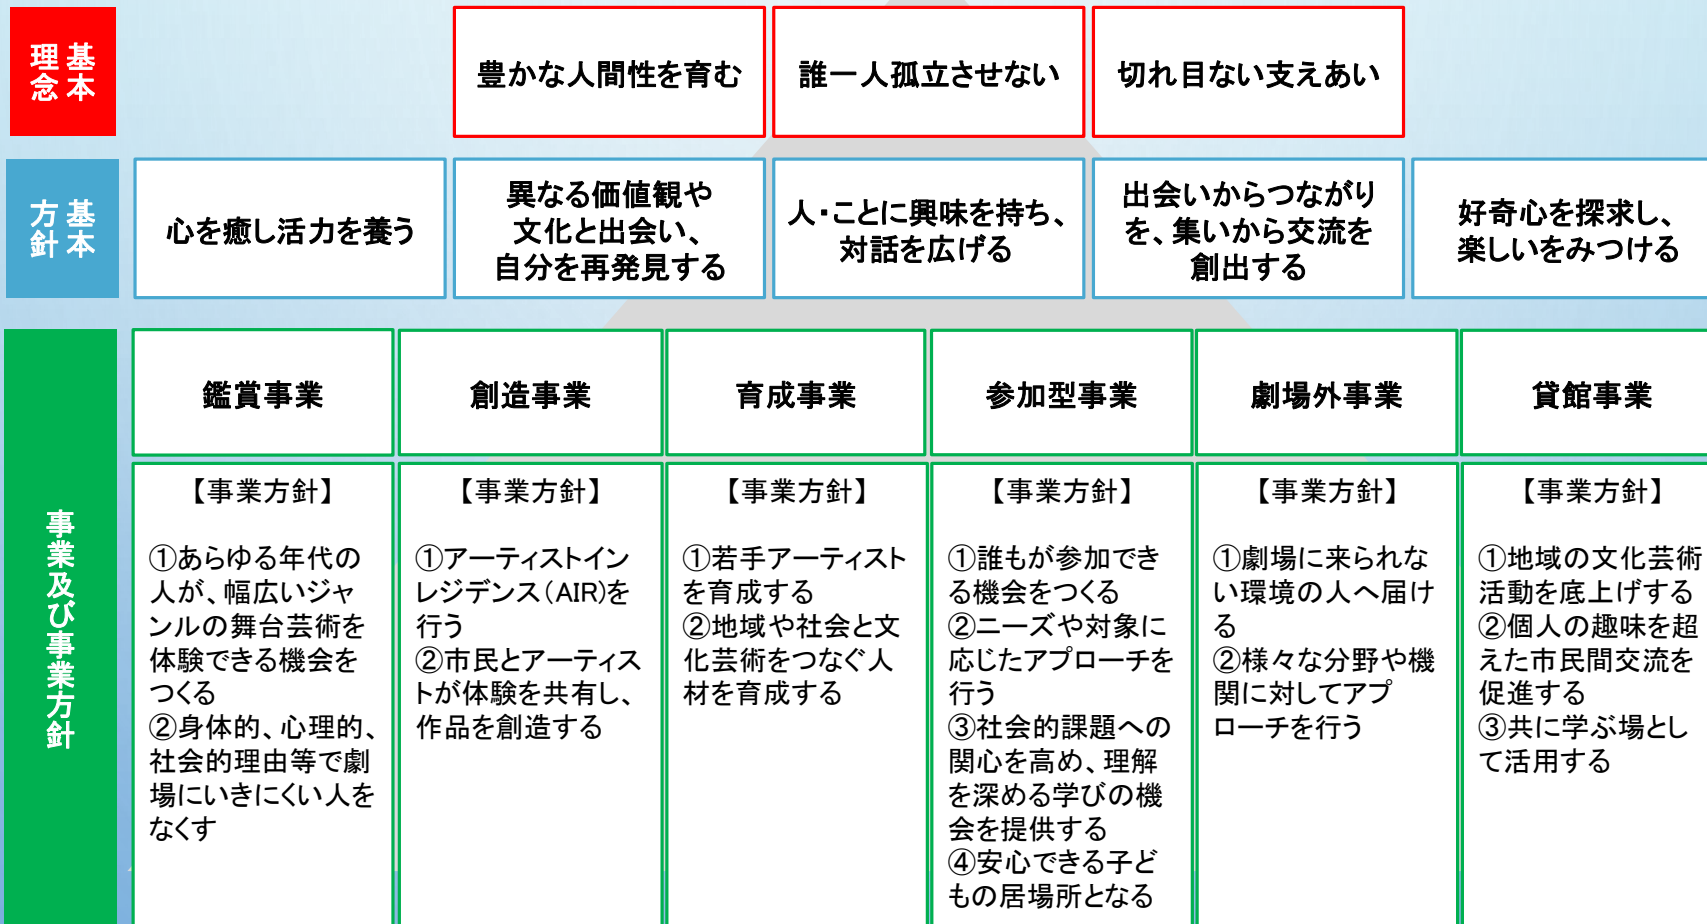 基本
理念
豊かな人間性を育む
誰一人孤立させない
切れ目ない支えあい
基本
方針
心を癒し活力を養う
異なる価値観や
文化と出会い、
自分を再発見する
人・ことに興味を持ち、
対話を広げる
出会いからつながり
を、集いから交流を
創出する
好奇心を探求し、
楽しいをみつける
事業及び事業方針
鑑賞事業
創造事業
育成事業
参加型事業
劇場外事業
貸館事業
【事業方針】
①あらゆる年代の
人が、幅広いジャ
ンルの舞台芸術を
体験できる機会を
つくる
②身体的、心理的、
社会的理由等で劇
場にいきにくい人を
なくす
【事業方針】
①アーティストイン
レジデンス（AIR)を
行う
②市民とアーティス
トが体験を共有し、
作品を創造する
【事業方針】
①若手アーティスト
を育成する
②地域や社会と文
化芸術をつなぐ人
材を育成する
【事業方針】
①誰もが参加でき
る機会をつくる
②ニーズや対象に
応じたアプローチを
行う
③社会的課題への
関心を高め、理解
を深める学びの機
会を提供する
④安心できる子ど
もの居場所となる
【事業方針】
①劇場に来られな
い環境の人へ届け
る
②様々な分野や機
関に対してアプ
ローチを行う
【事業方針】
①地域の文化芸術
活動を底上げする
②個人の趣味を超
えた市民間交流を
促進する
③共に学ぶ場とし
て活用する